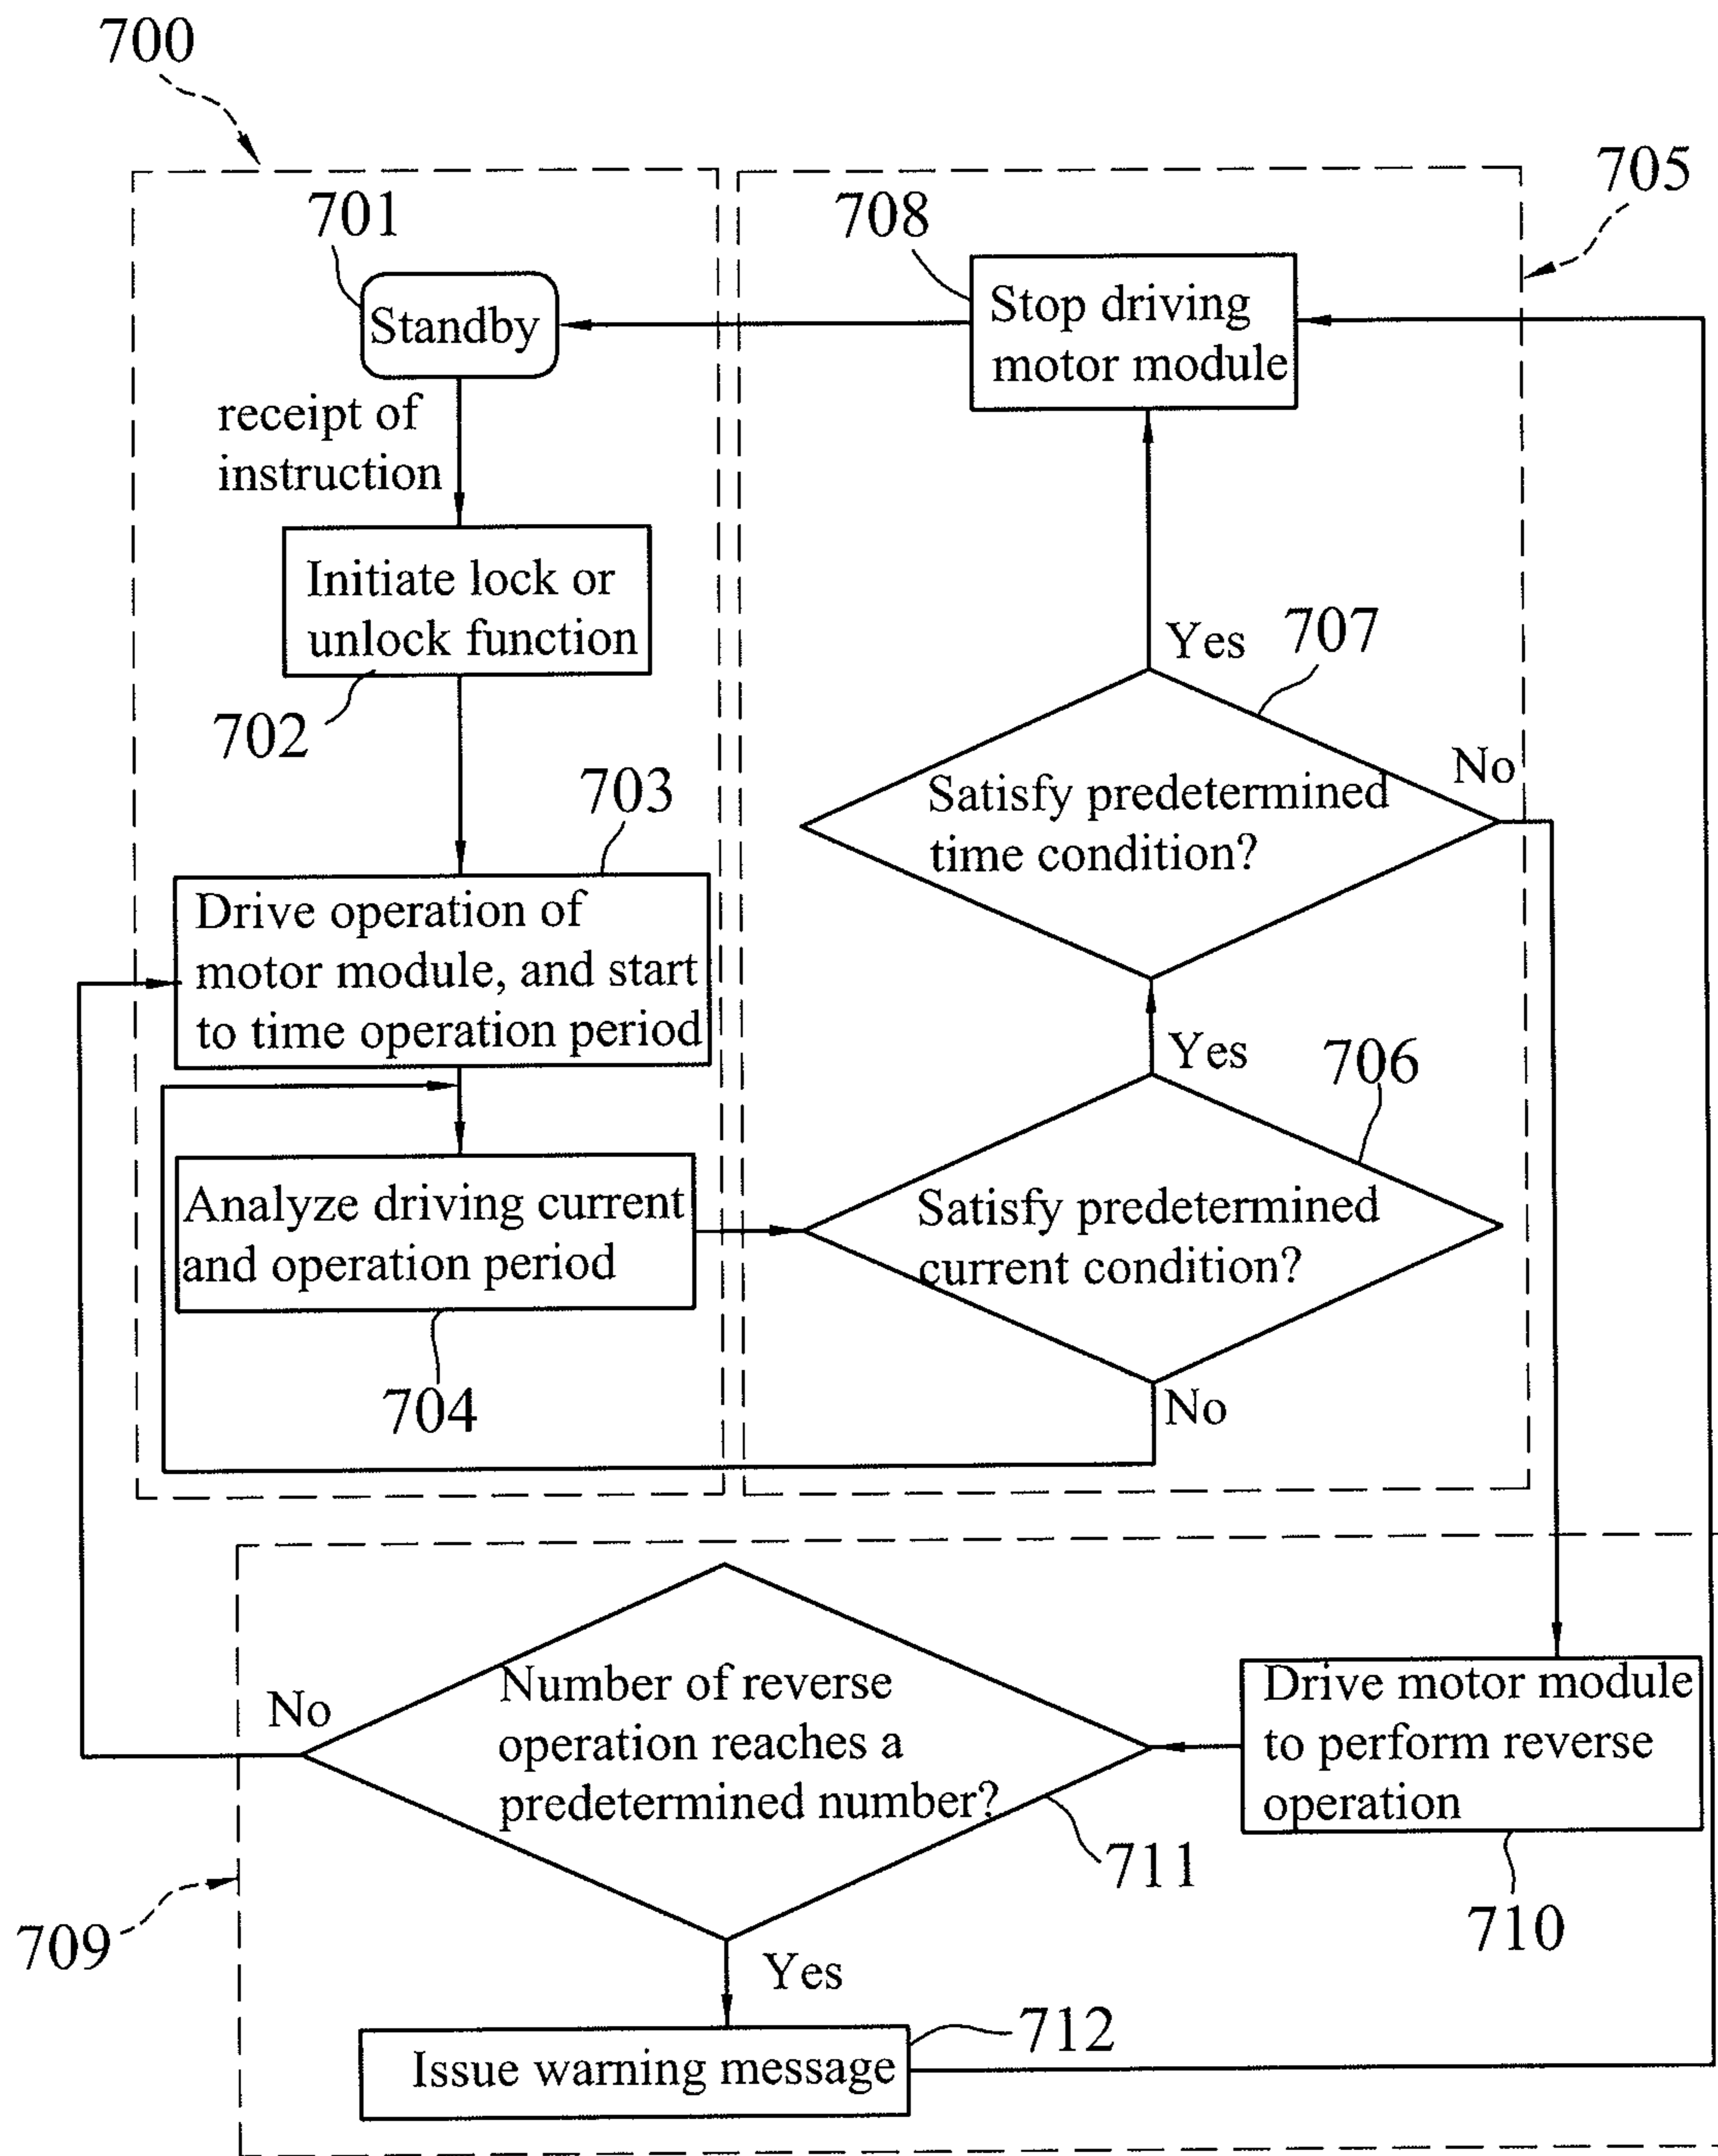 700
705
701
708
Standby
Stop driving
motor module
receipt of
instruction
Initiate lock or
unlock function
702
Yes
707
No
Satisfy predetermined
time condition?
703
Drive operation of
motor module, and start
to time operation period
Yes
706
Analyze driving current
and operation period
704
Satisfy predetermined
current condition?
No
No
Number of reverse
operation reaches a
predetermined number?
711
Drive motor module
to perform reverse
operation
710
709
Yes
712
Issue warning message